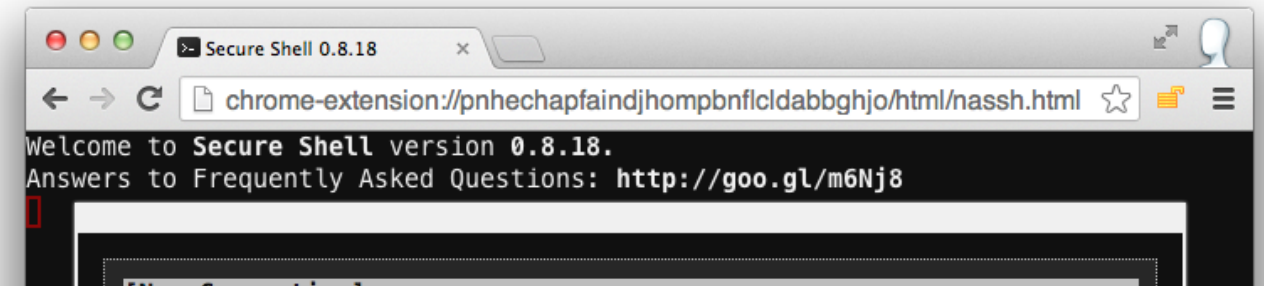 Secure Shell 0.8.18
chrome-extension://pnhechapfaindjhompbnflcldabbghjo/html/nassh.html
Welcome to Secure Shell version 0.8.18.
Answers to Frequently Asked Questions: http://goo.gl/m6Nj8